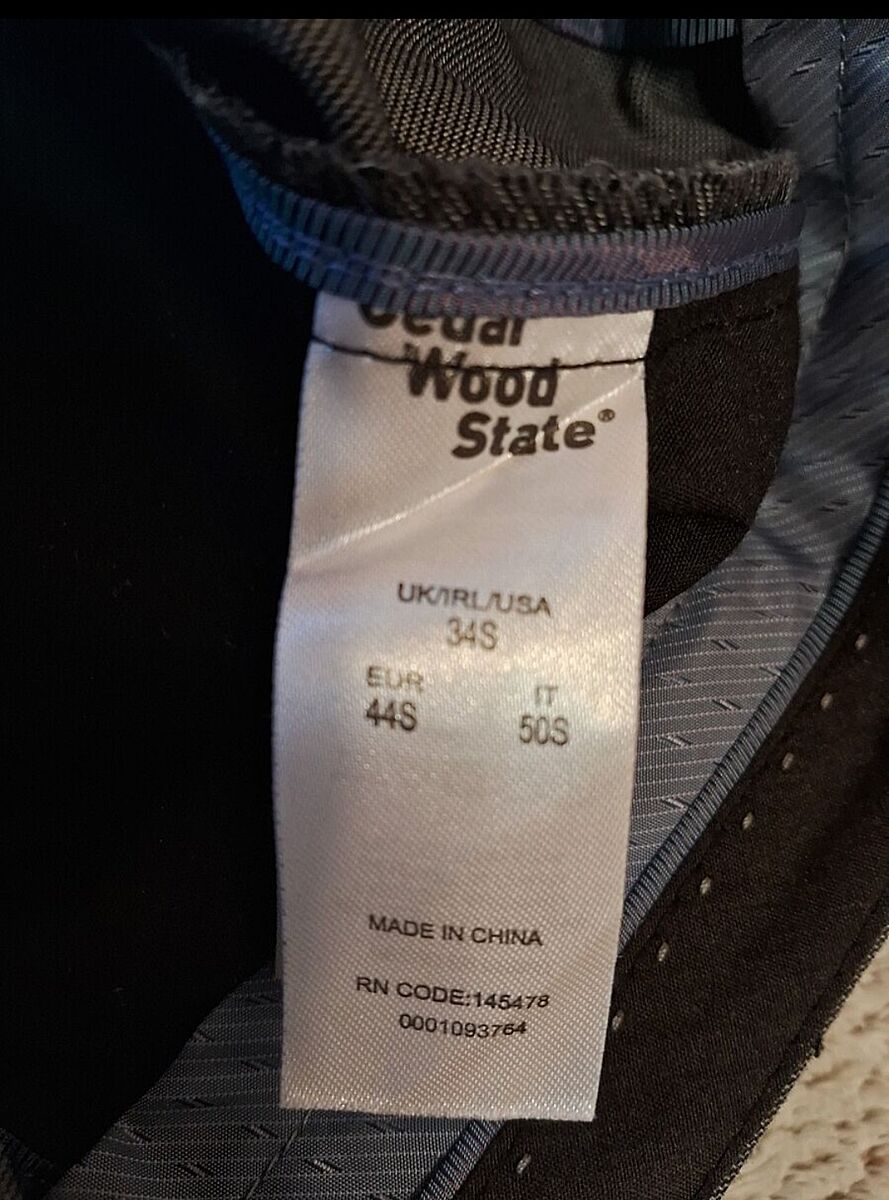 Cedar
Wood
State®
UK/IRL/USA
34S
EUR IT
44S 50S
MADE IN CHINA
RN CODE:145478
0001093764